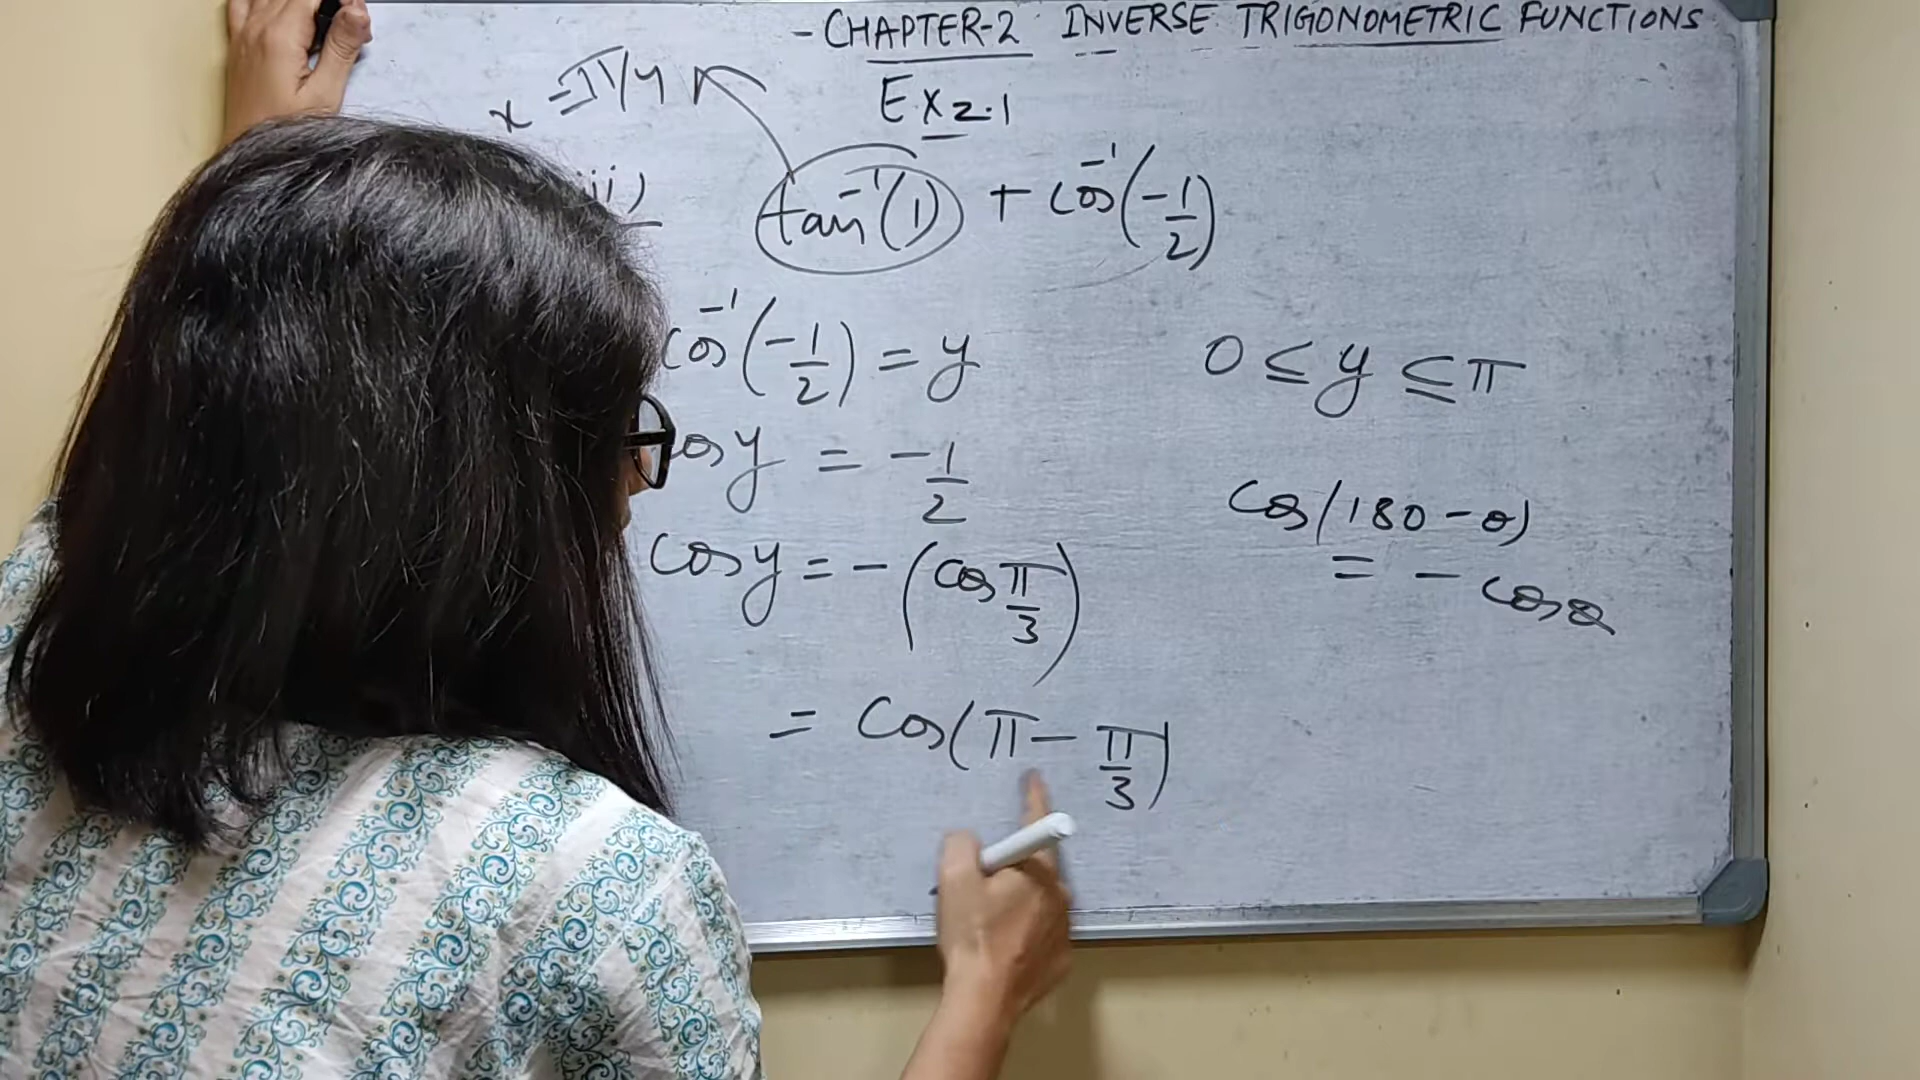 - CHAPTER-2 INVERSE TRIGONOMETRIC FUNCTIONS
Ex 2.1
x = π/4
ii) tan⁻¹(1) + cos⁻¹(-1/2)
cos⁻¹(-1/2) = y
0 ≤ y ≤ π
cos y = -1/2
cos(180 - θ)
= - cos θ
cos y = - (cos π/3)
= cos(π - π/3)